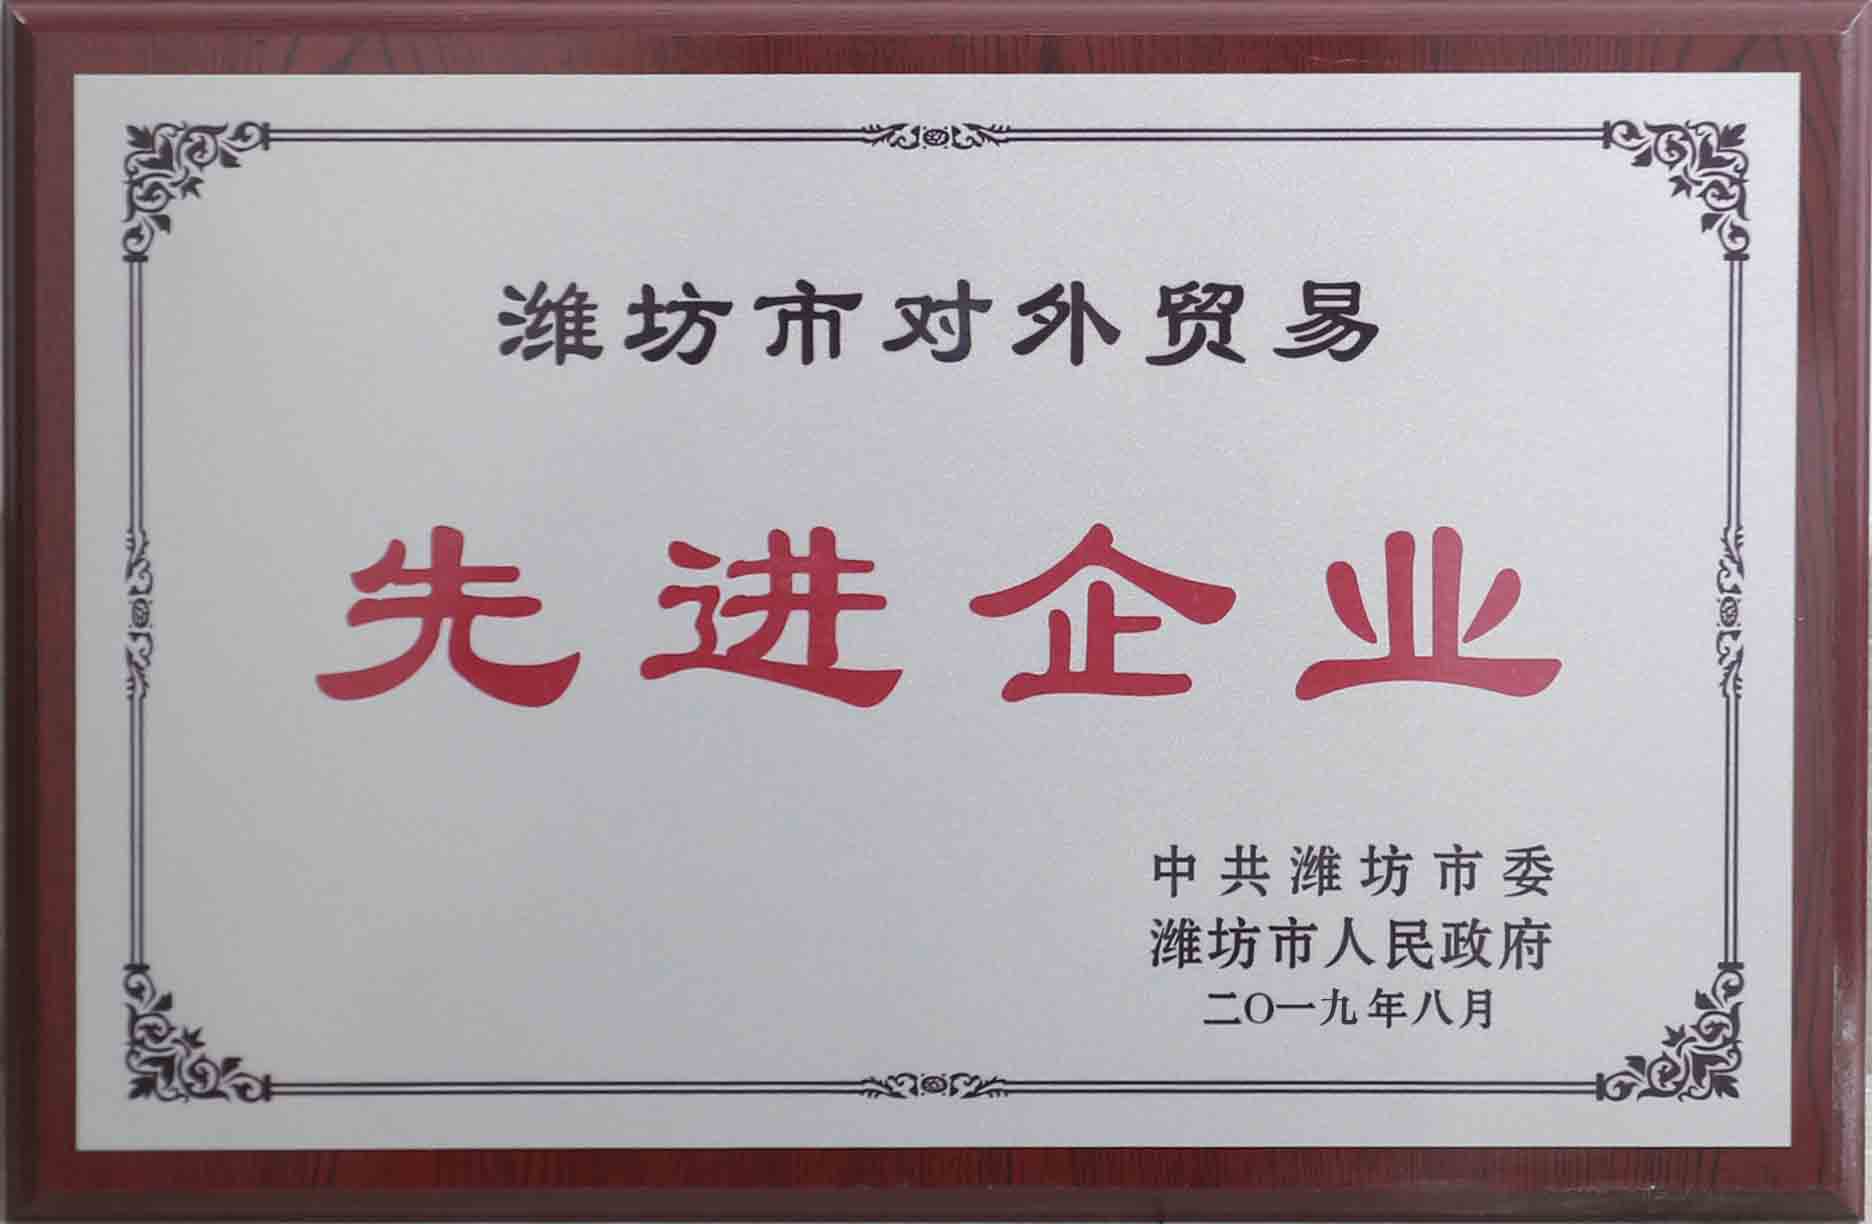 潍坊市对外贸易
先进企业
中共潍坊市委
潍坊市人民政府
二〇一九年八月